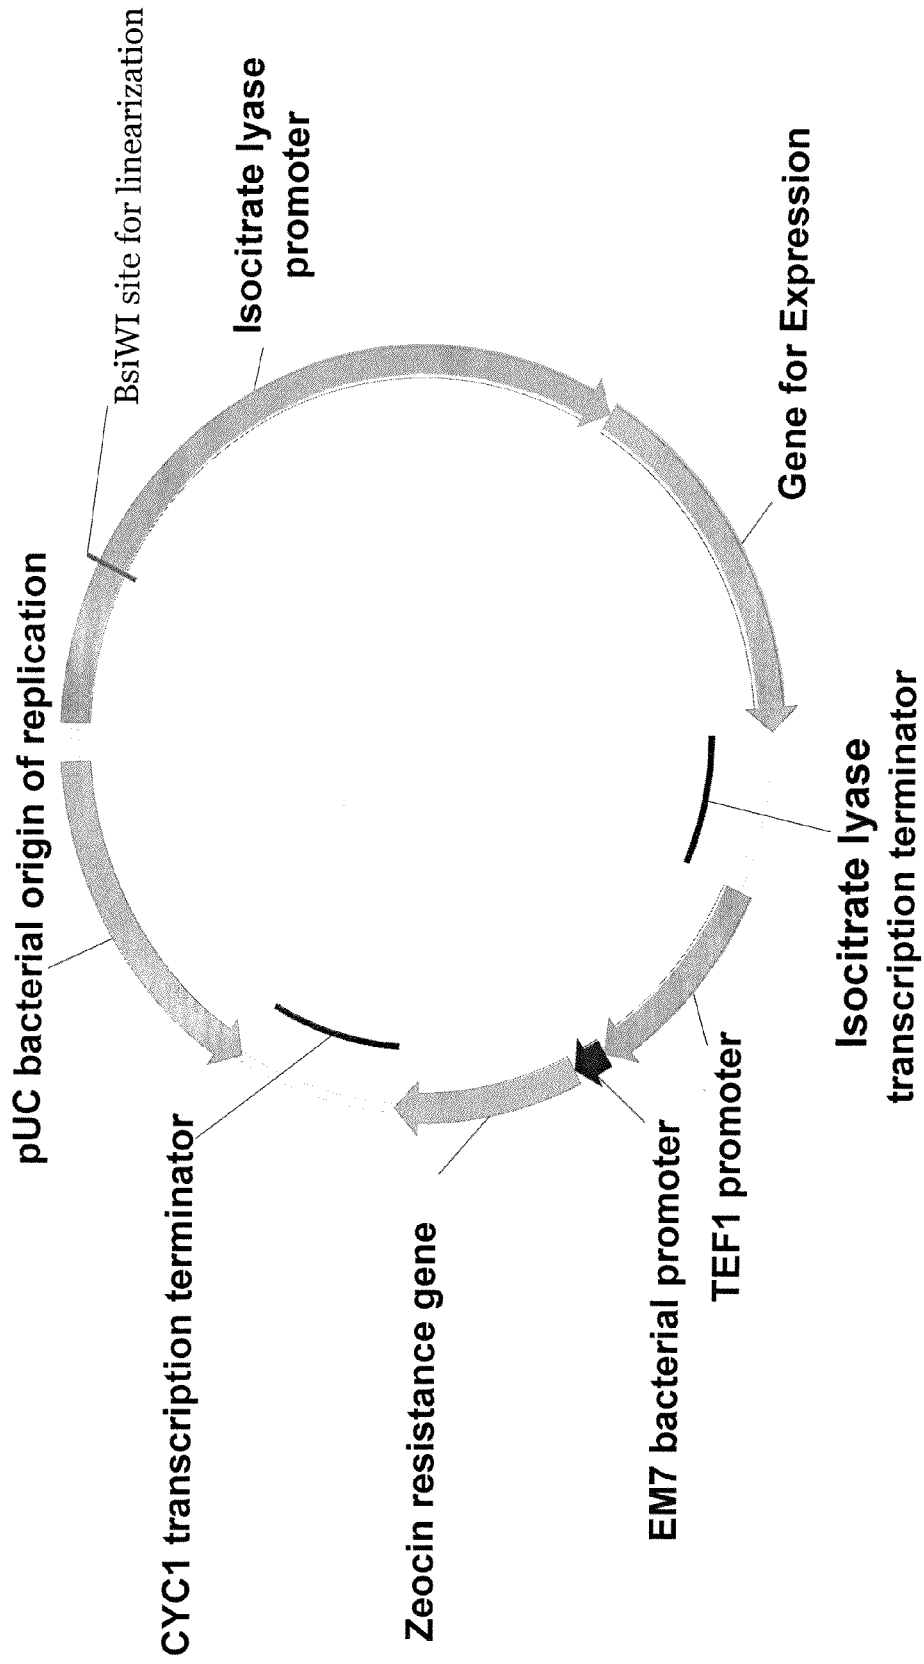 pUC bacterial origin of replication
BsiWI site for linearization
Isocitrate lyase
promoter
Gene for Expression
Isocitrate lyase
transcription terminator
TEF1 promoter
EM7 bacterial promoter
Zeocin resistance gene
CYC1 transcription terminator